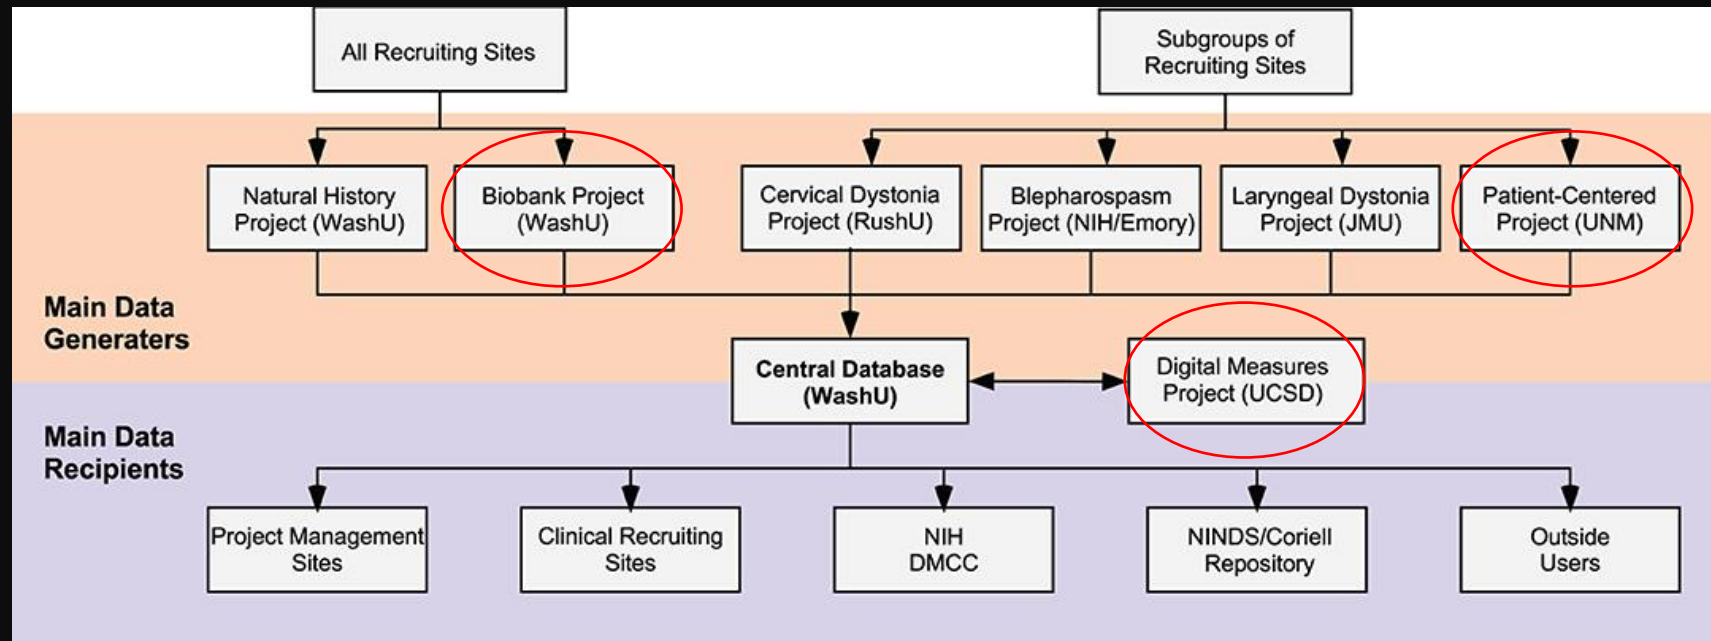 All Recruiting Sites
Subgroups of
Recruiting Sites
Natural History
Project (WashU)
Biobank Project
(WashU)
Cervical Dystonia
Project (RushU)
Blepharospasm
Project (NIH/Emory)
Laryngeal Dystonia
Project (JMU)
Patient-Centered
Project (UNM)
Main Data
Generaters
Central Database
(WashU)
Digital Measures
Project (UCSD)
Main Data
Recipients
Project Management
Sites
Clinical Recruiting
Sites
NIH
DMCC
NINDS/Coriell
Repository
Outside
Users